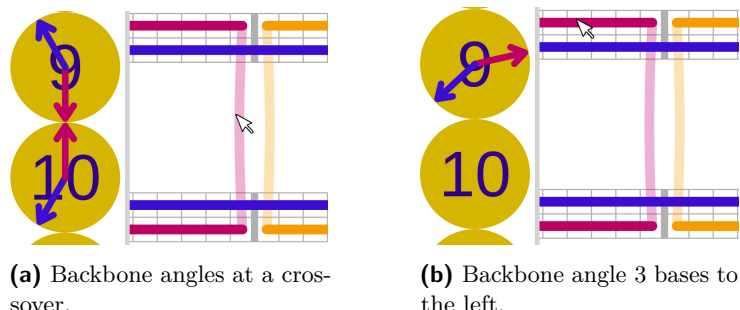 9
10
(a) Backbone angles at a cros-
sover.
9
10
(b) Backbone angle 3 bases to
the left.